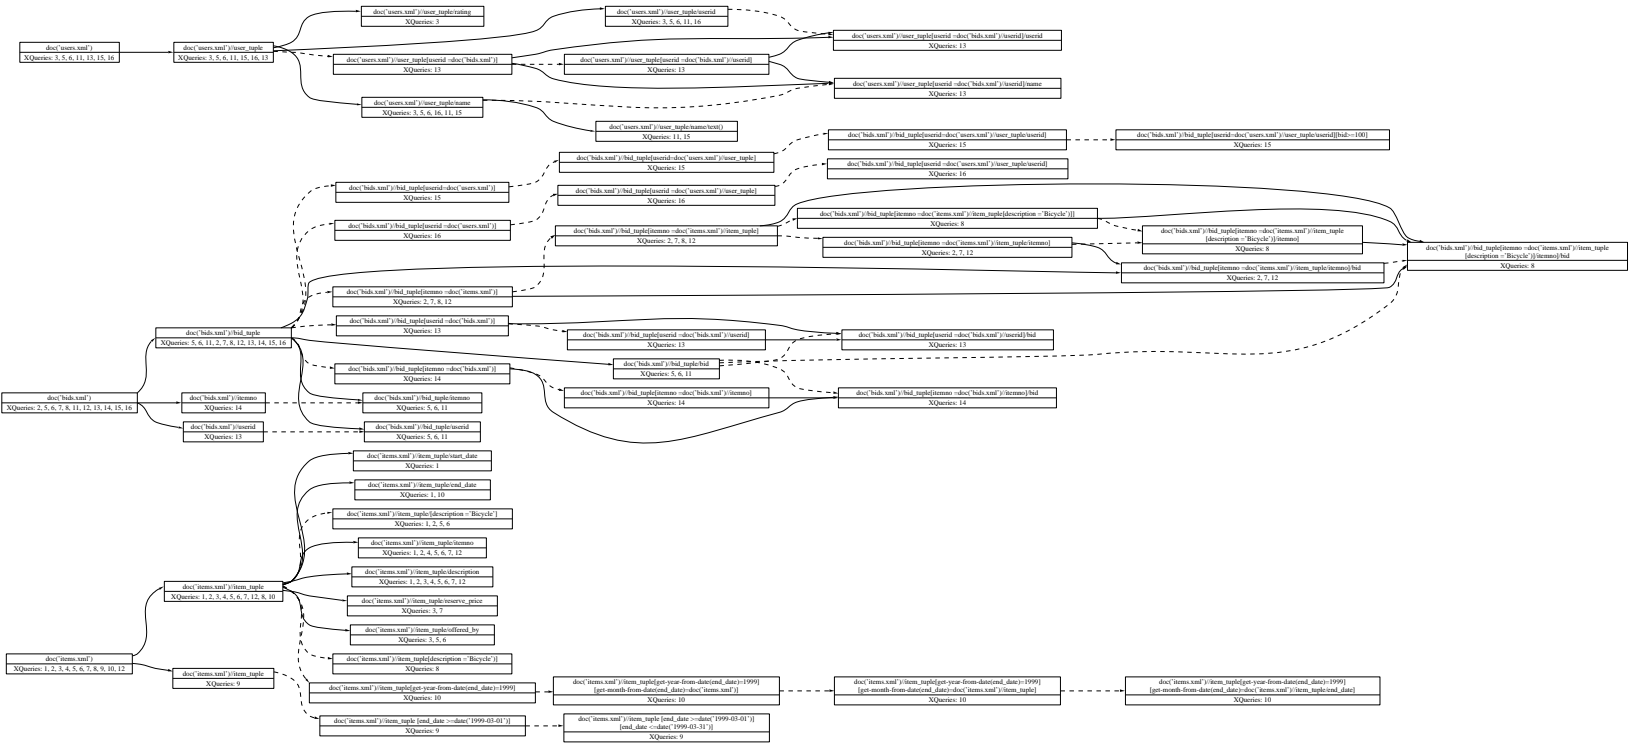 doc('users.xml')//user_tuple/rating
XQueries: 3
doc('users.xml')//user_tuple/userid
XQueries: 3, 5, 6, 11, 16
doc('users.xml')
XQueries: 3, 5, 6, 11, 13, 15, 16
doc('users.xml')//user_tuple
XQueries: 3, 5, 6, 11, 15, 16, 13
doc('users.xml')//user_tuple[userid =doc('bids.xml')]
XQueries: 13
doc('users.xml')//user_tuple[userid =doc('bids.xml')//userid]
XQueries: 13
doc('users.xml')//user_tuple[userid =doc('bids.xml')//userid]/userid
XQueries: 13
doc('users.xml')//user_tuple[userid =doc('bids.xml')//userid]/name
XQueries: 13
doc('users.xml')//user_tuple/name
XQueries: 3, 5, 6, 16, 11, 15
doc('users.xml')//user_tuple/name/text()
XQueries: 11, 15
doc('bids.xml')//bid_tuple[userid=doc('users.xml')//user_tuple/userid]
XQueries: 15
doc('bids.xml')//bid_tuple[userid=doc('users.xml')//user_tuple/userid][bid>=100]
XQueries: 15
doc('bids.xml')//bid_tuple[userid=doc('users.xml')//user_tuple]
XQueries: 15
doc('bids.xml')//bid_tuple[userid =doc('users.xml')//user_tuple/userid]
XQueries: 16
doc('bids.xml')//bid_tuple[userid=doc('users.xml')]
XQueries: 15
doc('bids.xml')//bid_tuple[userid =doc('users.xml')//user_tuple]
XQueries: 16
doc('bids.xml')//bid_tuple[userid =doc('users.xml')]
XQueries: 16
doc('bids.xml')//bid_tuple[itemno =doc('items.xml')//item_tuple]
XQueries: 2, 7, 8, 12
doc('bids.xml')//bid_tuple[itemno =doc('items.xml')//item_tuple[description ='Bicycle')]]
XQueries: 8
doc('bids.xml')//bid_tuple[itemno =doc('items.xml')//item_tuple/itemno]
XQueries: 2, 7, 12
doc('bids.xml')//bid_tuple[itemno =doc('items.xml')//item_tuple
[description ='Bicycle')]/itemno]
XQueries: 8
doc('bids.xml')//bid_tuple[itemno =doc('items.xml')//item_tuple
[description ='Bicycle')]/itemno]/bid
XQueries: 8
doc('bids.xml')//bid_tuple[itemno =doc('items.xml')//item_tuple/itemno]/bid
XQueries: 2, 7, 12
doc('bids.xml')//bid_tuple[itemno =doc('items.xml')]
XQueries: 2, 7, 8, 12
doc('bids.xml')//bid_tuple
XQueries: 5, 6, 11, 2, 7, 8, 12, 13, 14, 15, 16
doc('bids.xml')//bid_tuple[userid =doc('bids.xml')]
XQueries: 13
doc('bids.xml')//bid_tuple[userid =doc('bids.xml')//userid]
XQueries: 13
doc('bids.xml')//bid_tuple[userid =doc('bids.xml')//userid]/bid
XQueries: 13
doc('bids.xml')//bid_tuple[itemno =doc('bids.xml')]
XQueries: 14
doc('bids.xml')//bid_tuple/bid
XQueries: 5, 6, 11
doc('bids.xml')
XQueries: 2, 5, 6, 7, 8, 11, 12, 13, 14, 15, 16
doc('bids.xml')//itemno
XQueries: 14
doc('bids.xml')//bid_tuple/itemno
XQueries: 5, 6, 11
doc('bids.xml')//bid_tuple[itemno =doc('bids.xml')//itemno]
XQueries: 14
doc('bids.xml')//bid_tuple[itemno =doc('bids.xml')//itemno]/bid
XQueries: 14
doc('bids.xml')//userid
XQueries: 13
doc('bids.xml')//bid_tuple/userid
XQueries: 5, 6, 11
doc('items.xml')//item_tuple/start_date
XQueries: 1
doc('items.xml')//item_tuple/end_date
XQueries: 1, 10
doc('items.xml')//item_tuple/[description ='Bicycle']
XQueries: 1, 2, 5, 6
doc('items.xml')//item_tuple/itemno
XQueries: 1, 2, 4, 5, 6, 7, 12
doc('items.xml')//item_tuple
XQueries: 1, 2, 3, 4, 5, 6, 7, 12, 8, 10
doc('items.xml')//item_tuple/description
XQueries: 1, 2, 3, 4, 5, 6, 7, 12
doc('items.xml')//item_tuple/reserve_price
XQueries: 3, 7
doc('items.xml')//item_tuple/offered_by
XQueries: 3, 5, 6
doc('items.xml')
XQueries: 1, 2, 3, 4, 5, 6, 7, 8, 9, 10, 12
doc('items.xml')//item_tuple
XQueries: 9
doc('items.xml')//item_tuple[description ='Bicycle')]
XQueries: 8
doc('items.xml')//item_tuple[get-year-from-date(end_date)=1999]
XQueries: 10
doc('items.xml')//item_tuple[get-year-from-date(end_date)=1999]
[get-month-from-date(end_date)=doc('items.xml')]
XQueries: 10
doc('items.xml')//item_tuple[get-year-from-date(end_date)=1999]
[get-month-from-date(end_date)=doc('items.xml')//item_tuple]
XQueries: 10
doc('items.xml')//item_tuple[get-year-from-date(end_date)=1999]
[get-month-from-date(end_date)=doc('items.xml')//item_tuple/end_date]
XQueries: 10
doc('items.xml')//item_tuple [end_date >=date('1999-03-01')]
XQueries: 9
doc('items.xml')//item_tuple [end_date >=date('1999-03-01')]
[end_date <=date('1999-03-31')]
XQueries: 9